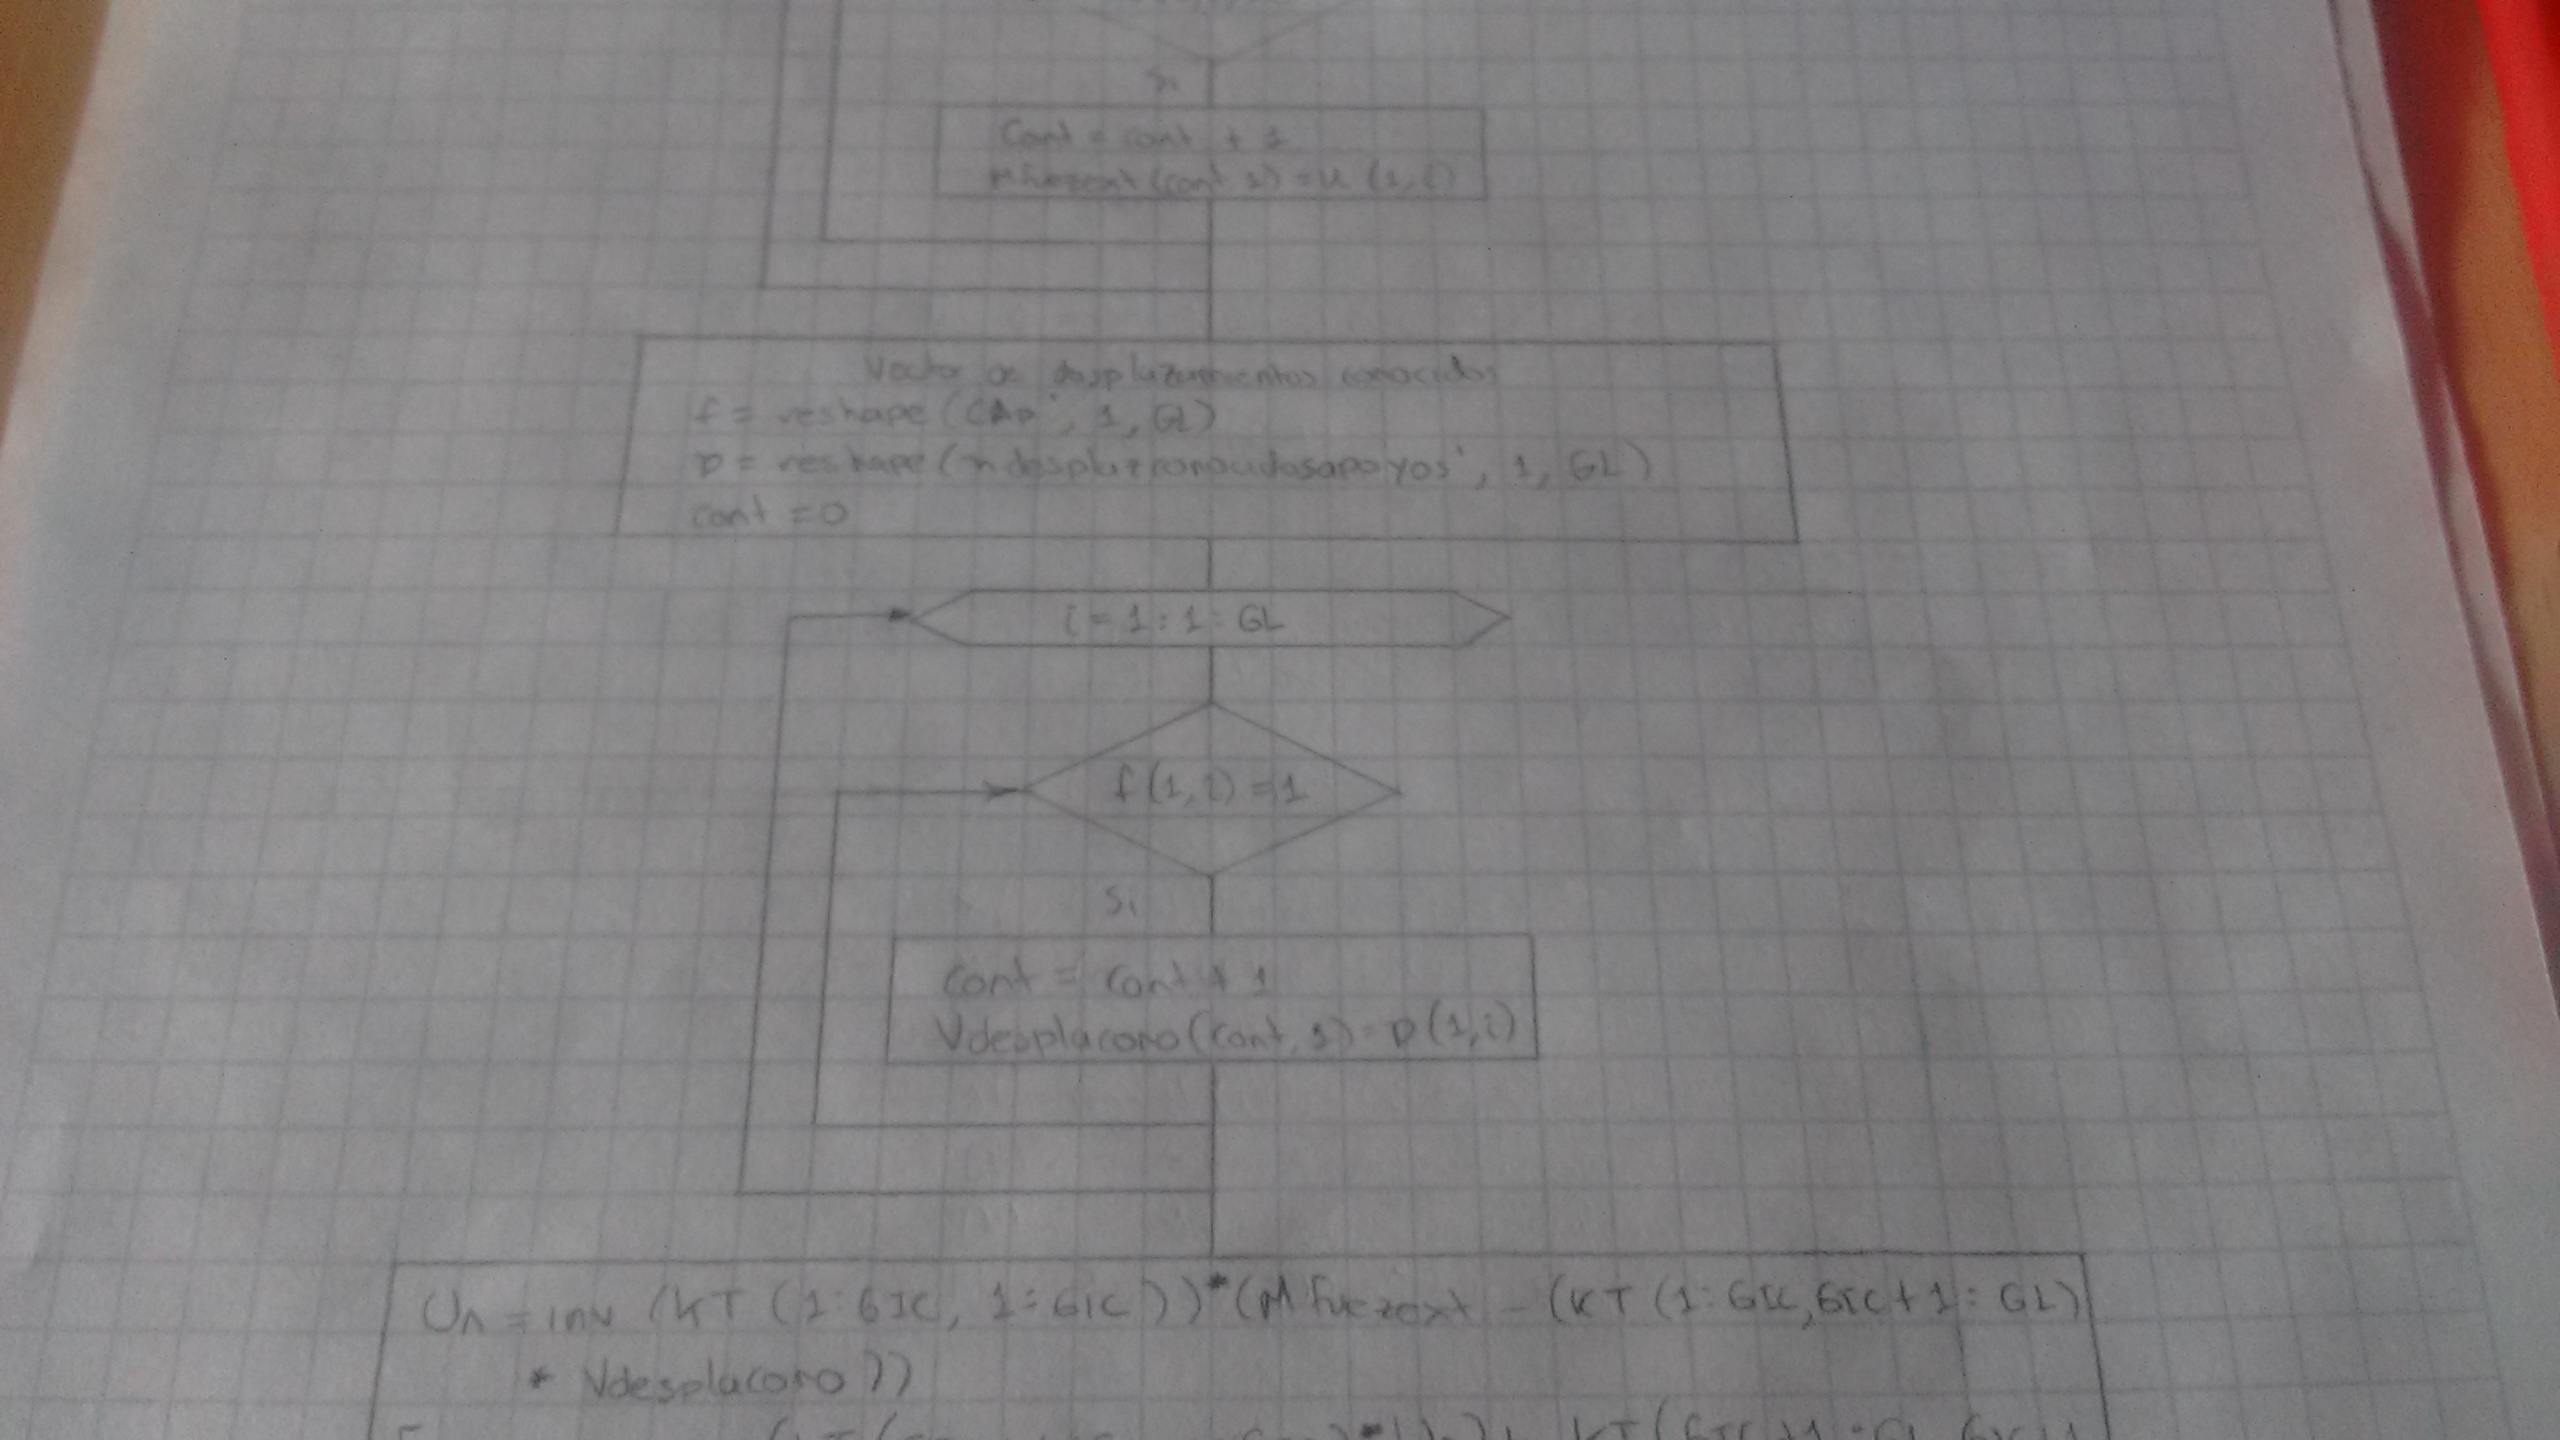 Si
Cont = cont + 1
(cont 1) = u (1,i)
Vector de desplazamientos conocidos
f = reshape (CAp', 1, GL)
D = reshape (mdesplazconocidosapoyos', 1, GL)
cont = 0
i = 1 : 1 : GL
f(1,i) = 1
Si
Cont = Cont + 1
Vdesplacono(Cont, 1) = D(1,i)
Un = inv (KT (1:GIC, 1:GIC))*(MFuezext - (KT (1:GIC,GIC+1:GL)
* Vdesplacono))